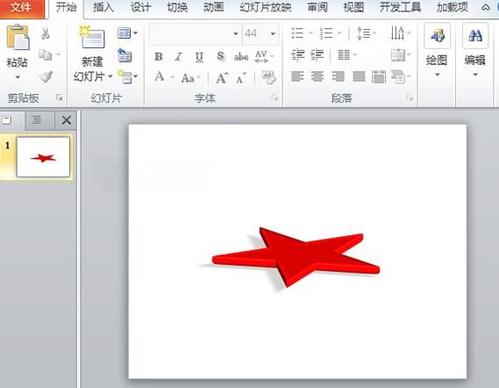 文件 开始 插入 设计 切换 动画 幻灯片放映 审阅 视图 开发工具 加载项
粘贴 新建 44 绘图 编辑
幻灯片
B I U S abc AV
A Aa A A
剪贴板 幻灯片 字体 段落
1